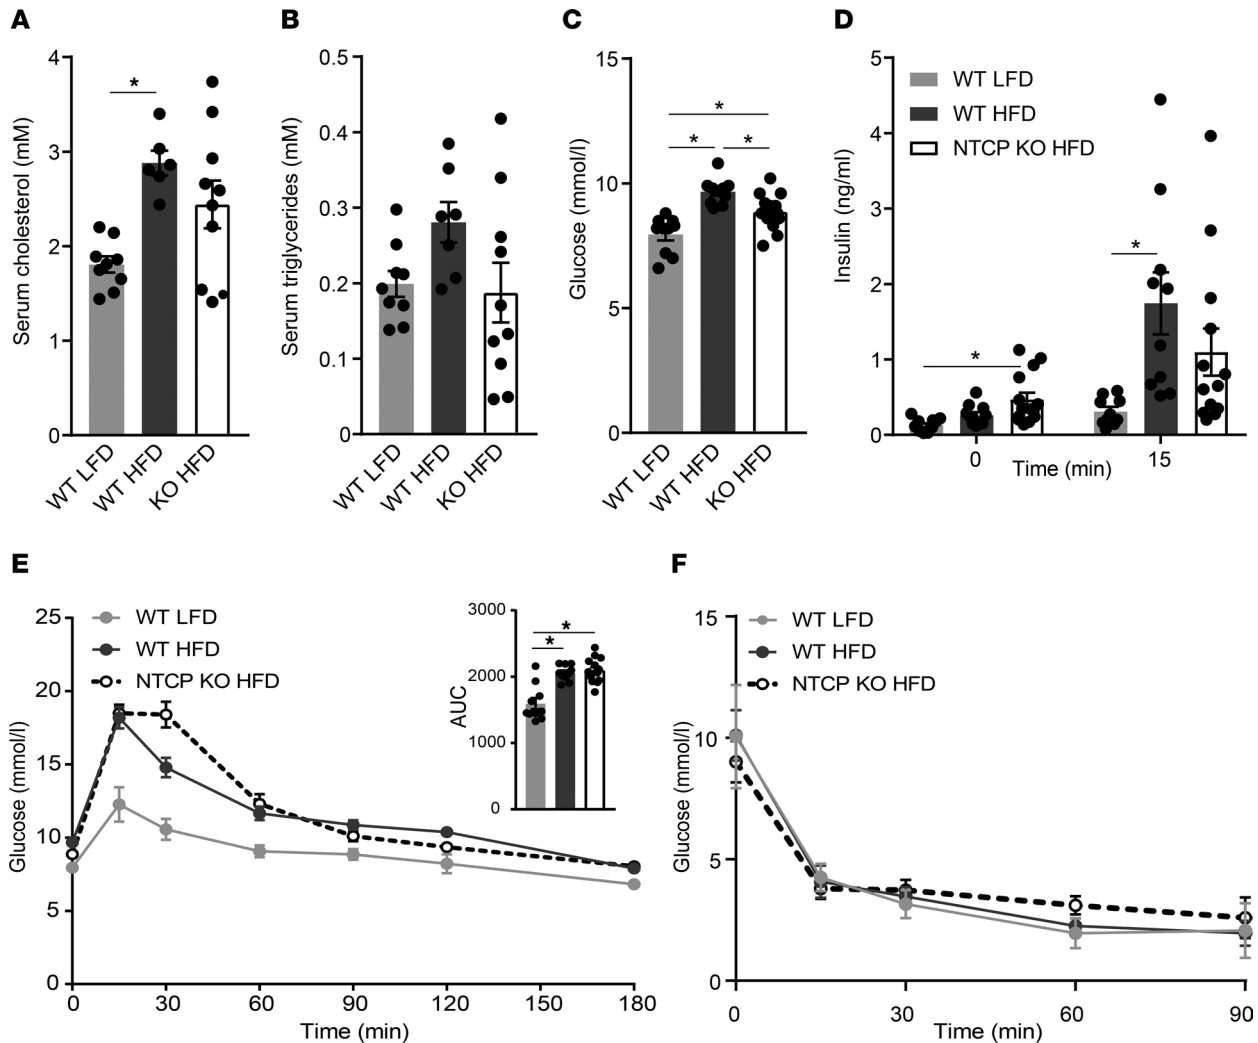 A
Serum cholesterol (mM)
4
3
2
1
0
*
WT LFD
WT HFD
KO HFD
B
Serum triglycerides (mM)
0.5
0.4
0.3
0.2
0.1
0
WT LFD
WT HFD
KO HFD
C
Glucose (mmol/l)
15
10
5
0
*
* *
WT LFD
WT HFD
KO HFD
D
Insulin (ng/ml)
5
4
3
2
1
0
WT LFD
WT HFD
NTCP KO HFD
*
*
0 15
Time (min)
E
Glucose (mmol/l)
25
20
15
10
5
0
WT LFD
WT HFD
NTCP KO HFD
0 30 60 90 120 150 180
Time (min)
AUC
3000
2000
1000
0
*
*
F
Glucose (mmol/l)
15
10
5
0
WT LFD
WT HFD
NTCP KO HFD
0 30 60 90
Time (min)